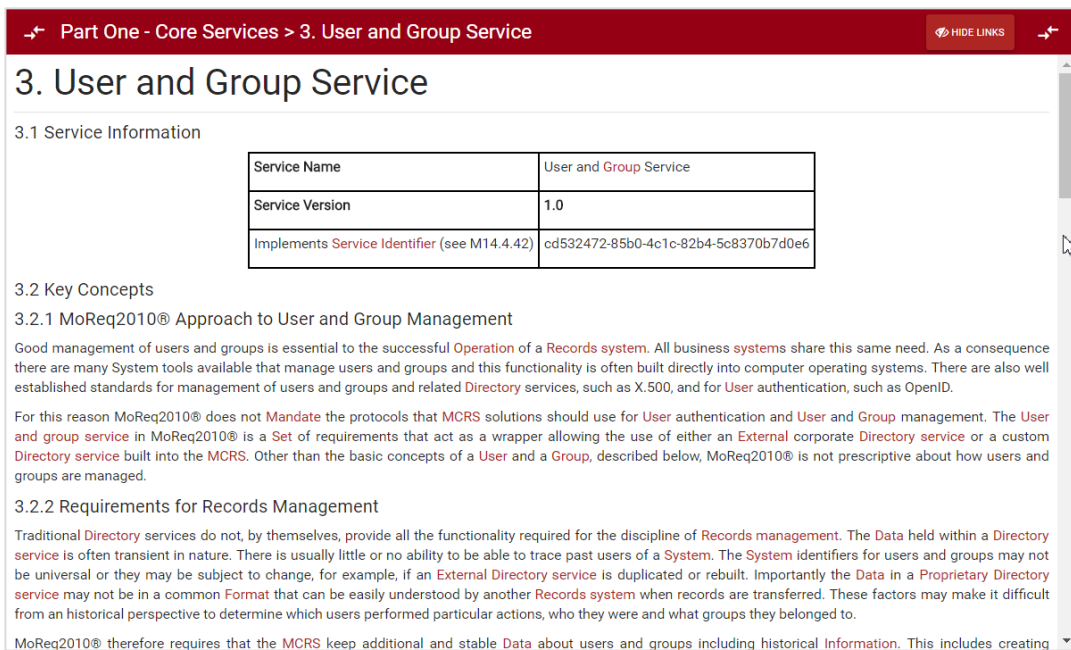 Part One - Core Services > 3. User and Group Service
HIDE LINKS
3. User and Group Service
3.1 Service Information
Service Name
User and Group Service
Service Version
1.0
Implements Service Identifier (see M14.4.42)
cd532472-85b0-4c1c-82b4-5c8370b7d0e6
3.2 Key Concepts
3.2.1 MoReq2010® Approach to User and Group Management
Good management of users and groups is essential to the successful Operation of a Records system. All business systems share this same need. As a consequence
there are many System tools available that manage users and groups and this functionality is often built directly into computer operating systems. There are also well
established standards for management of users and groups and related Directory services, such as X.500, and for User authentication, such as OpenID.
For this reason MoReq2010® does not Mandate the protocols that MCRS solutions should use for User authentication and User and Group management. The User
and group service in MoReq2010® is a Set of requirements that act as a wrapper allowing the use of either an External corporate Directory service or a custom
Directory service built into the MCRS. Other than the basic concepts of a User and a Group, described below, MoReq2010® is not prescriptive about how users and
groups are managed.
3.2.2 Requirements for Records Management
Traditional Directory services do not, by themselves, provide all the functionality required for the discipline of Records management. The Data held within a Directory
service is often transient in nature. There is usually little or no ability to be able to trace past users of a System. The System identifiers for users and groups may not
be universal or they may be subject to change, for example, if an External Directory service is duplicated or rebuilt. Importantly the Data in a Proprietary Directory
service may not be in a common Format that can be easily understood by another Records system when records are transferred. These factors may make it difficult
from an historical perspective to determine which users performed particular actions, who they were and what groups they belonged to.
MoReq2010® therefore requires that the MCRS keep additional and stable Data about users and groups including historical Information. This includes creating